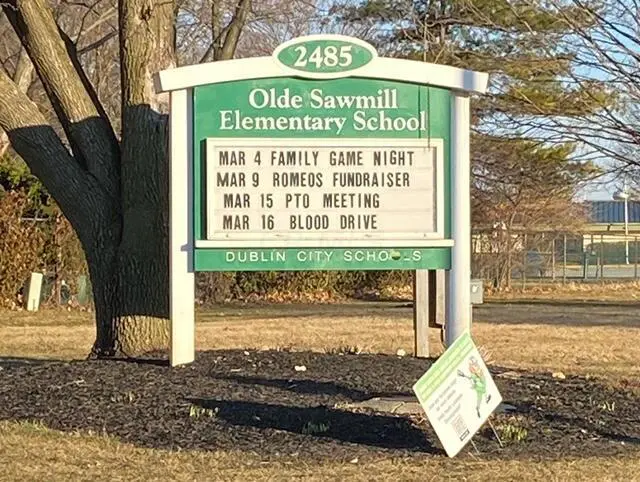 2485
Olde Sawmill
Elementary School
MAR 4 FAMILY GAME NIGHT
MAR 9 ROMEOS FUNDRAISER
MAR 15 PTO MEETING
MAR 16 BLOOD DRIVE
DUBLIN CITY SCHOOLS